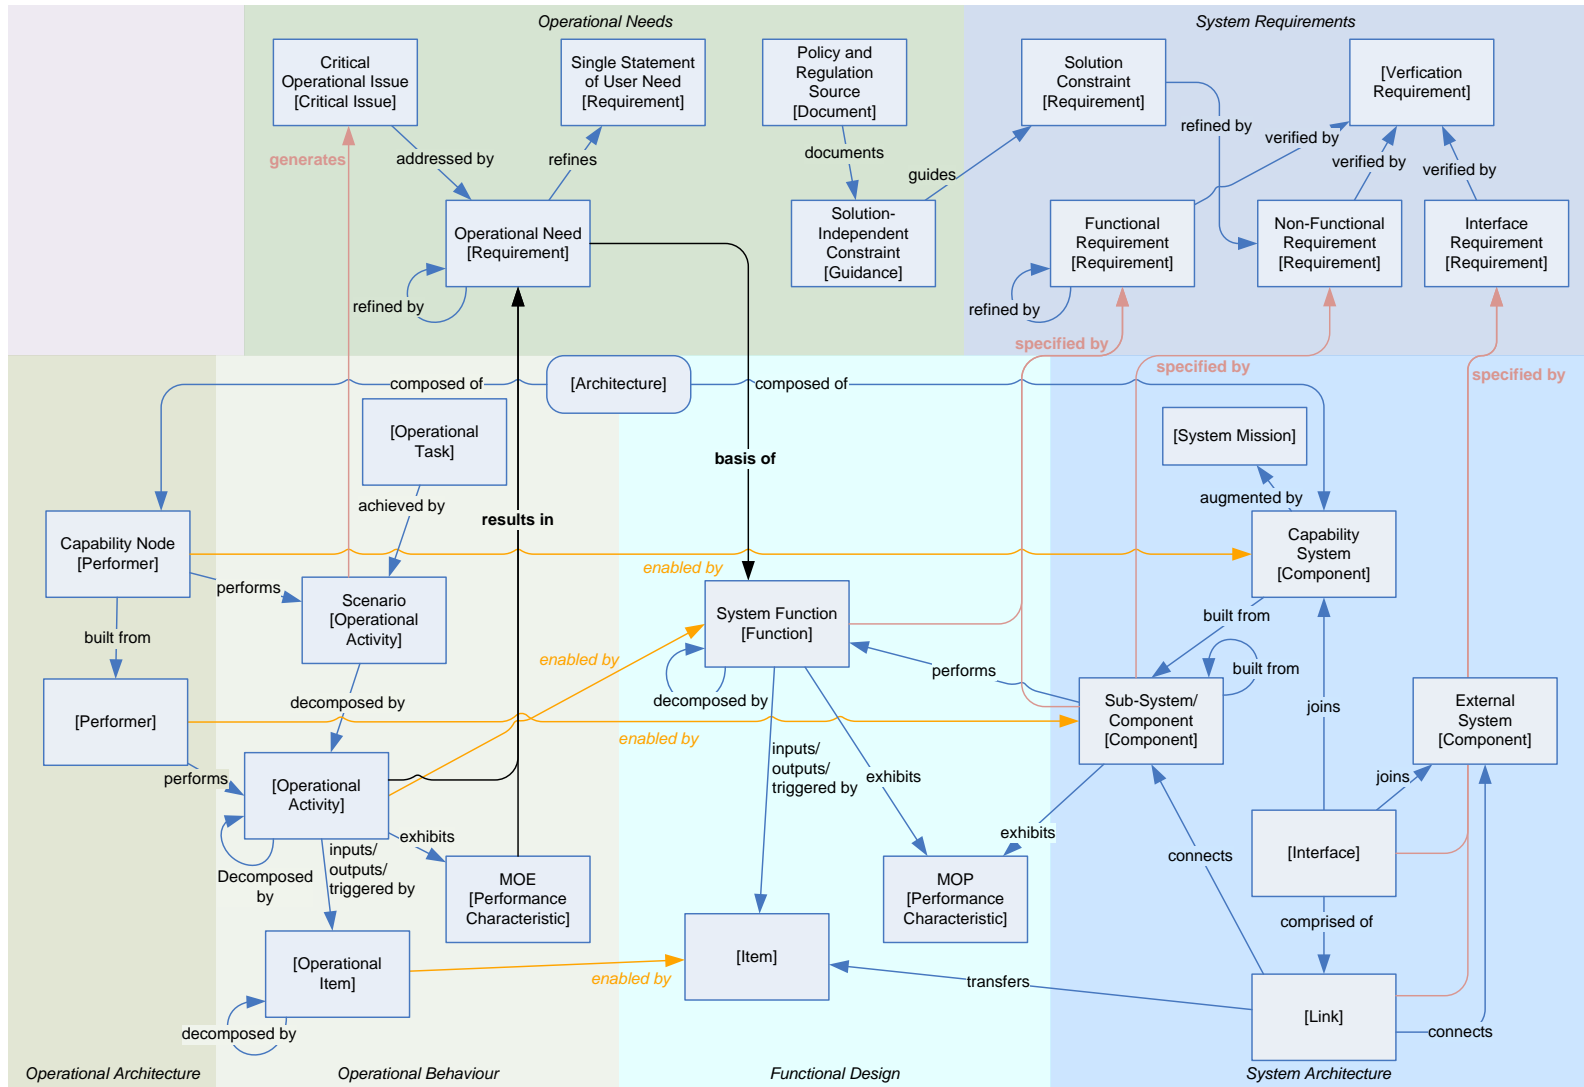 Operational Needs
System Requirements
Critical
Operational Issue
[Critical Issue]
Single Statement
of User Need
[Requirement]
Policy and
Regulation
Source
[Document]
Solution
Constraint
[Requirement]
[Verfication
Requirement]
generates
addressed by
refines
documents
guides
refined by
verified by
verified by
verified by
Operational Need
[Requirement]
Solution-
Independent
Constraint
[Guidance]
Functional
Requirement
[Requirement]
Non-Functional
Requirement
[Requirement]
Interface
Requirement
[Requirement]
refined by
refined by
specified by
specified by
specified by
composed of
[Architecture]
composed of
[Operational
Task]
[System Mission]
basis of
achieved by
augmented by
results in
Capability Node
[Performer]
Capability
System
[Component]
enabled by
performs
Scenario
[Operational
Activity]
System Function
[Function]
built from
built from
enabled by
performs
built from
decomposed by
decomposed by
[Performer]
Sub-System/
Component
[Component]
joins
External
System
[Component]
enabled by
performs
inputs/
outputs/
triggered by
exhibits
joins
[Operational
Activity]
exhibits
exhibits
inputs/
outputs/
triggered by
Decomposed
by
MOE
[Performance
Characteristic]
MOP
[Performance
Characteristic]
connects
[Interface]
comprised of
[Operational
Item]
enabled by
[Item]
transfers
[Link]
connects
decomposed by
Operational Architecture
Operational Behaviour
Functional Design
System Architecture